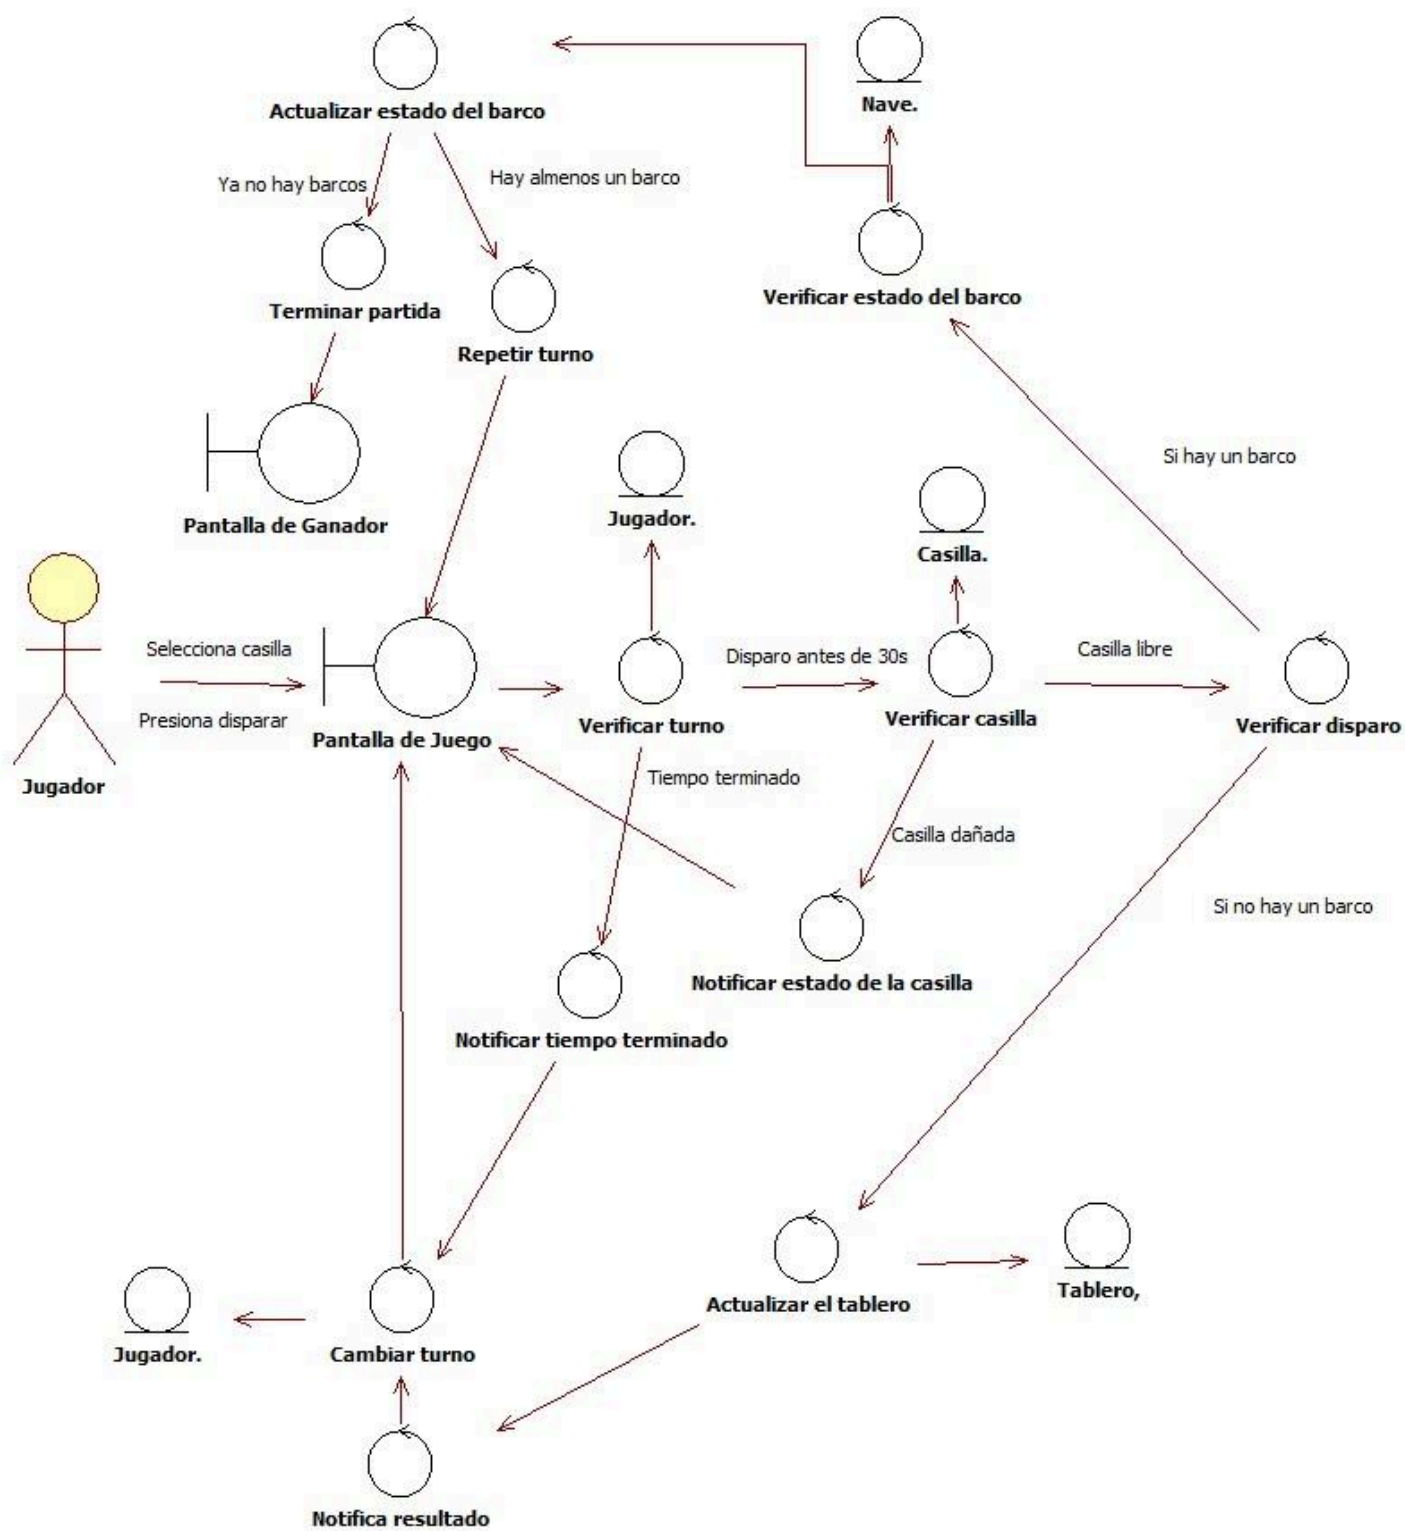 Nave.
Actualizar estado del barco
Ya no hay barcos
Hay almenos un barco
Verificar estado del barco
Terminar partida
Repetir turno
Si hay un barco
Jugador.
Pantalla de Ganador
Casilla.
Selecciona casilla
Disparo antes de 30s
Casilla libre
Presiona disparar
Pantalla de Juego
Verificar turno
Verificar casilla
Verificar disparo
Jugador
Tiempo terminado
Casilla dañada
Si no hay un barco
Notificar estado de la casilla
Notificar tiempo terminado
Actualizar el tablero
Tablero,
Jugador.
Cambiar turno
Notifica resultado